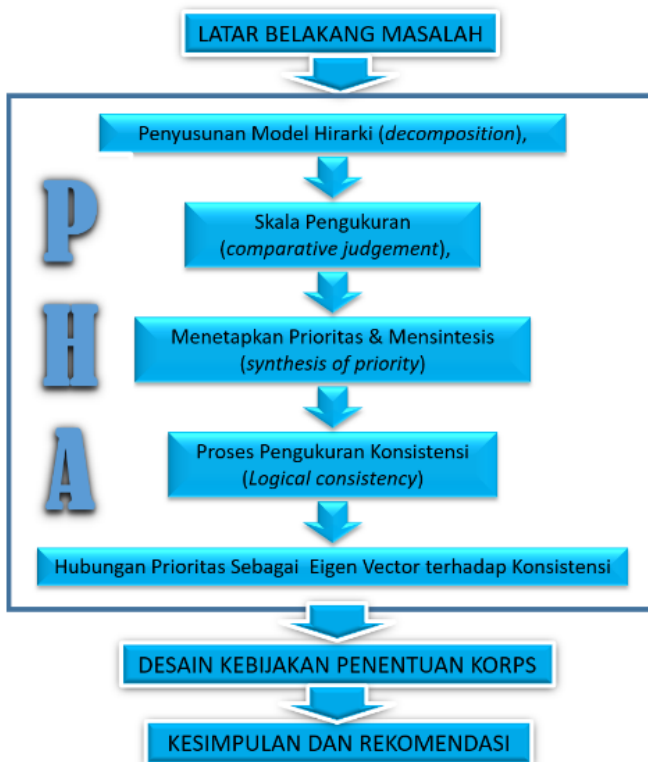 LATAR BELAKANG MASALAH
Penyusunan Model Hirarki (decomposition),
P
Skala Pengukuran
(comparative judgement),
H
Menetapkan Prioritas & Mensintesis
(synthesis of priority)
A
Proses Pengukuran Konsistensi
(Logical consistency)
Hubungan Prioritas Sebagai Eigen Vector terhadap Konsistensi
DESAIN KEBIJAKAN PENENTUAN KORPS
KESIMPULAN DAN REKOMENDASI